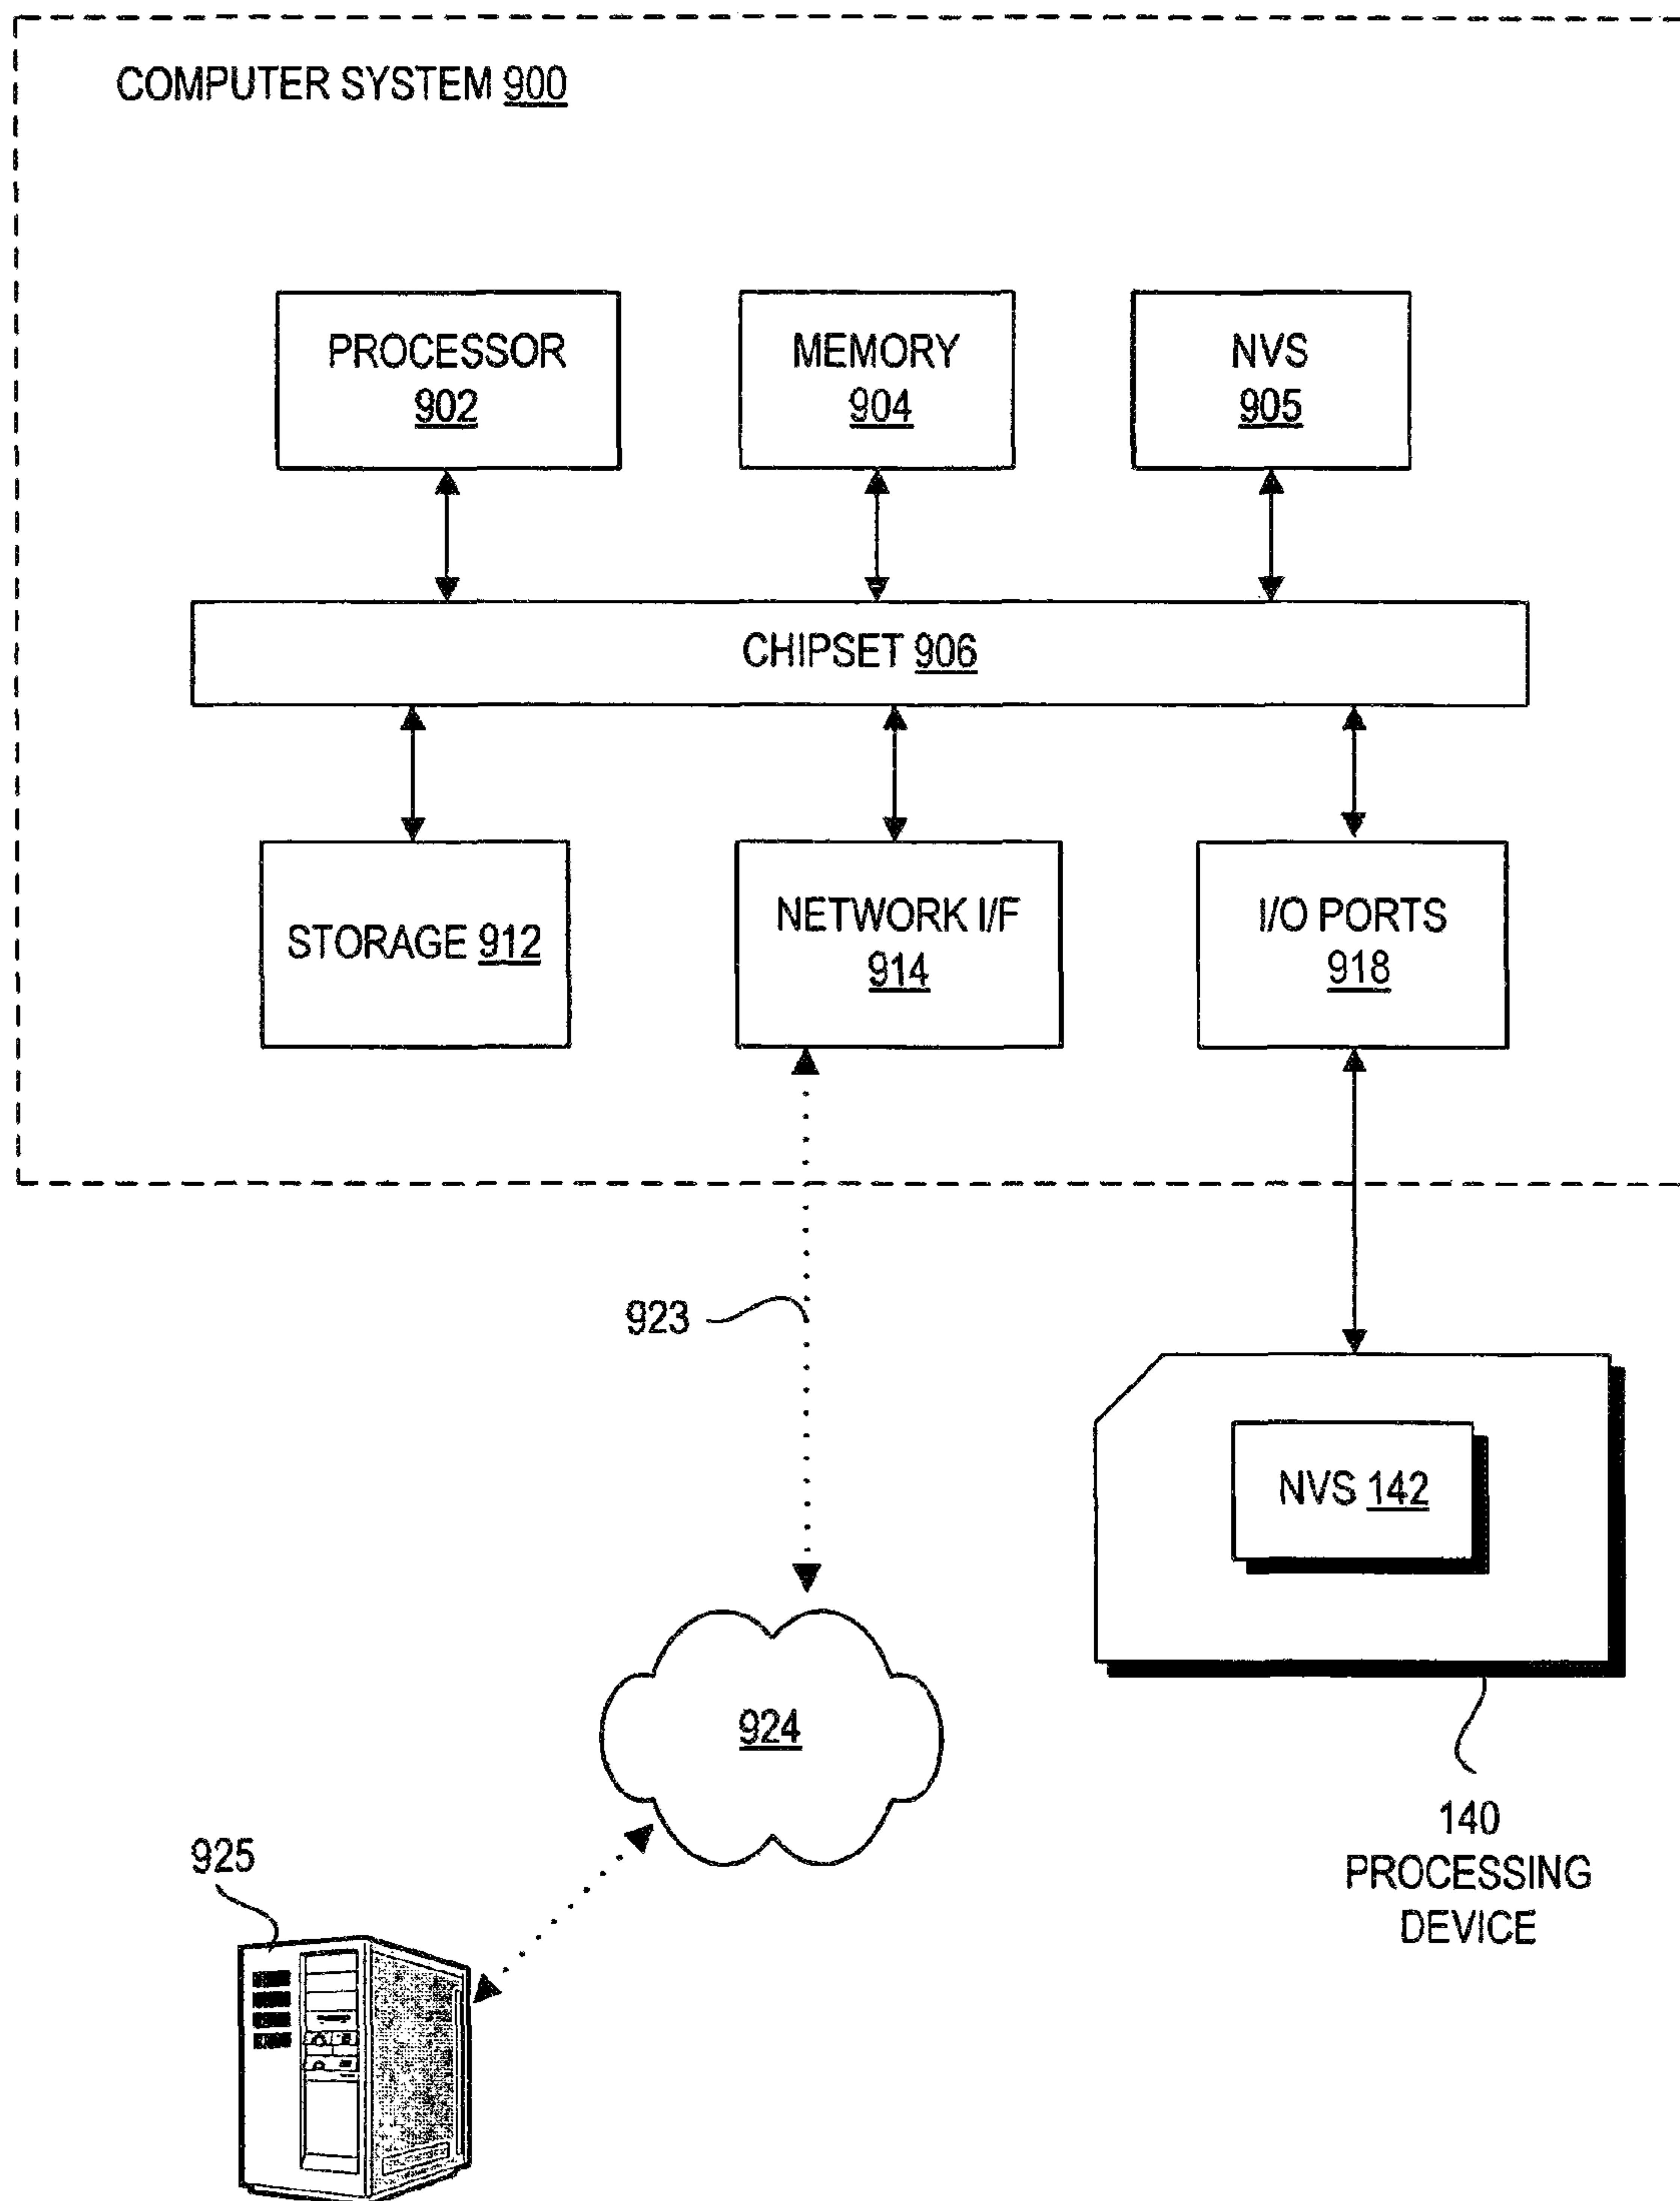 COMPUTER SYSTEM 900
PROCESSOR
902
MEMORY
904
NVS
905
CHIPSET 906
STORAGE 912
NETWORK I/F
914
I/O PORTS
918
923
NVS 142
924
140
PROCESSING
DEVICE
925